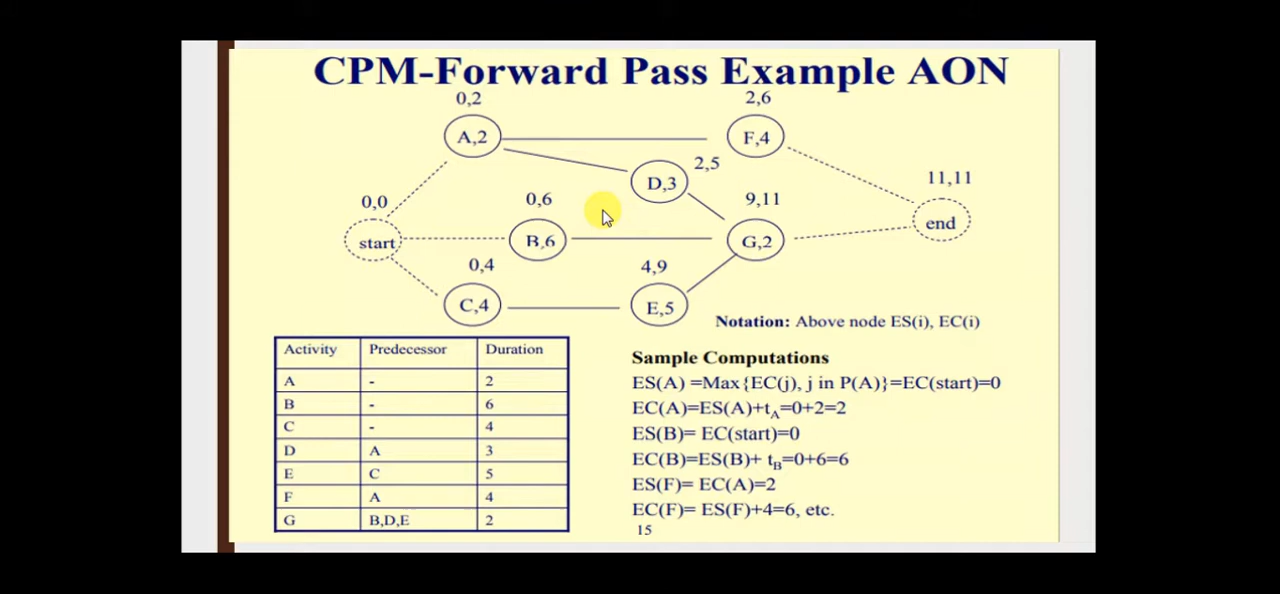 CPM-Forward Pass Example AON
0,2
2,6
A,2
F,4
2,5
D,3
11,11
0,0
0,6
9,11
start
B,6
G,2
end
0,4
4,9
C,4
E,5
Notation: Above node ES(i), EC(i)
Activity Predecessor Duration
A - 2
B - 6
C - 4
D A 3
E C 5
F A 4
G B,D,E 2
Sample Computations
ES(A) =Max{EC(j), j in P(A)}=EC(start)=0
EC(A)=ES(A)+tA=0+2=2
ES(B)= EC(start)=0
EC(B)=ES(B)+ tB=0+6=6
ES(F)= EC(A)=2
EC(F)= ES(F)+4=6, etc.
15